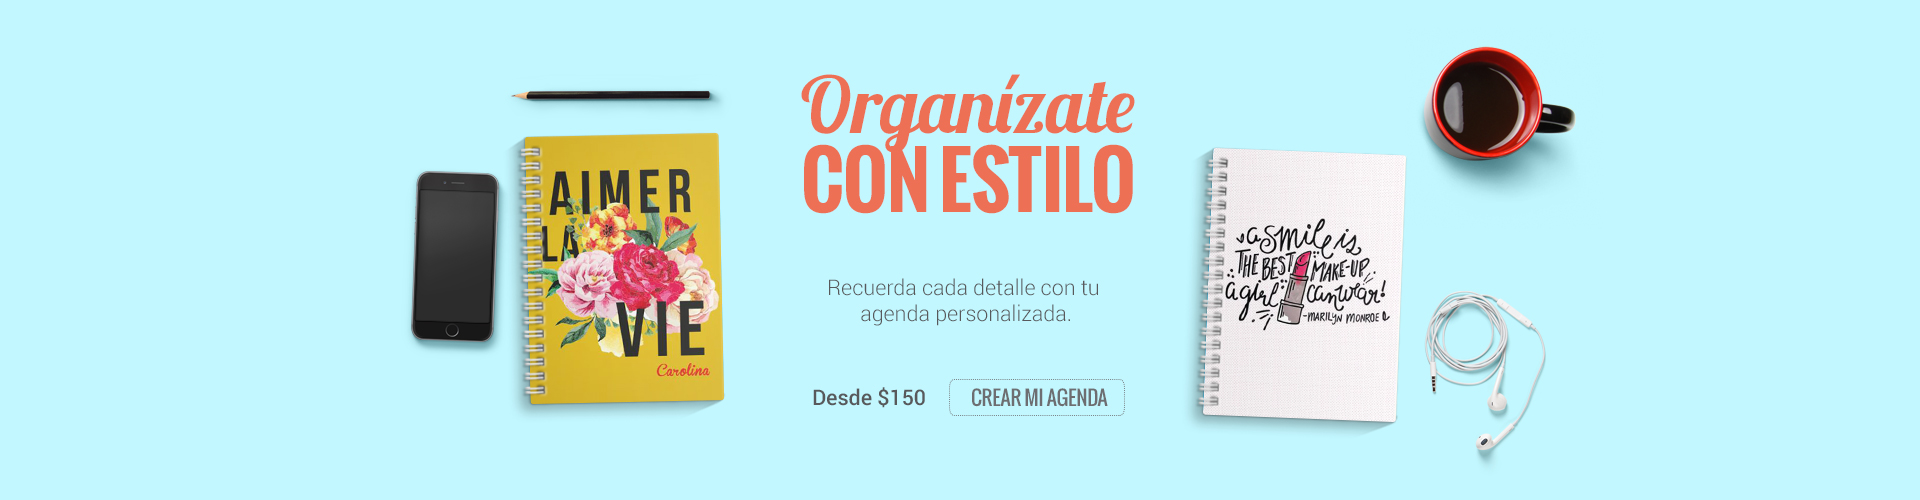 AIMER
LA
VIE
Carolina
Organízate
CON ESTILO
Recuerda cada detalle con tu
agenda personalizada.
Desde $150
CREAR MI AGENDA
a smile is
THE BEST MAKE-UP
a girl can wear!
-MARILYN MONROE